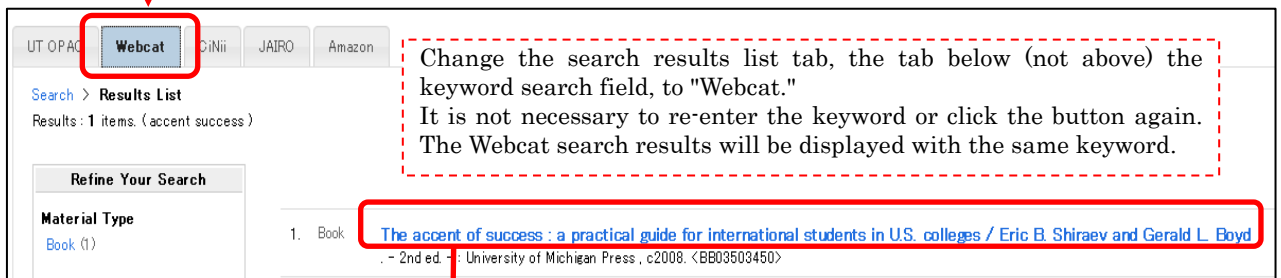 UT OPAC Webcat CiNii JAIRO Amazon
Change the search results list tab, the tab below (not above) the
keyword search field, to "Webcat."
It is not necessary to re-enter the keyword or click the button again.
The Webcat search results will be displayed with the same keyword.
Search > Results List
Results : 1 items. ( accent success )
Refine Your Search
Material Type
Book (1)
1. Book The accent of success : a practical guide for international students in U.S. colleges / Eric B. Shiraev and Gerald L. Boyd
. - 2nd ed. - : University of Michigan Press , c2008. <BB03503450>